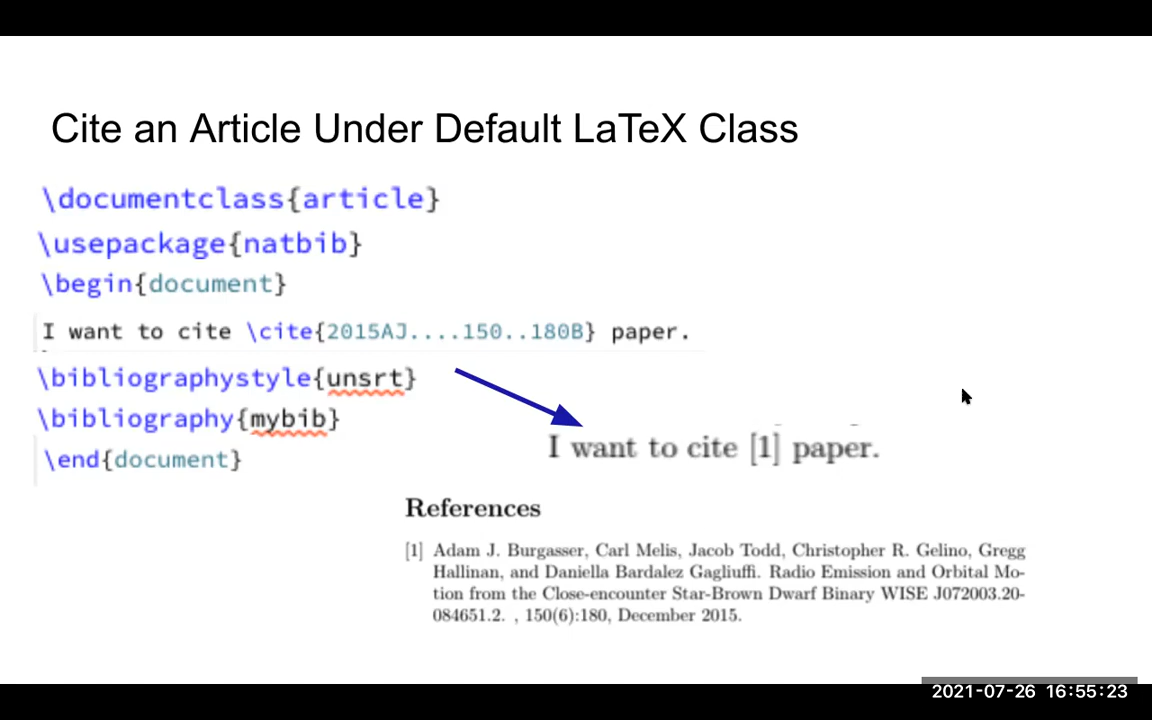 Cite an Article Under Default LaTeX Class
\documentclass{article}
\usepackage{natbib}
\begin{document}
I want to cite \cite{2015AJ....150..180B} paper.
\bibliographystyle{unsrt}
\bibliography{mybib}
\end{document}
I want to cite [1] paper.
References
[1] Adam J. Burgasser, Carl Melis, Jacob Todd, Christopher R. Gelino, Gregg
Hallinan, and Daniella Bardalez Gagliuffi. Radio Emission and Orbital Mo-
tion from the Close-encounter Star-Brown Dwarf Binary WISE J072003.20-
084651.2. , 150(6):180, December 2015.
2021-07-26 16:55:23